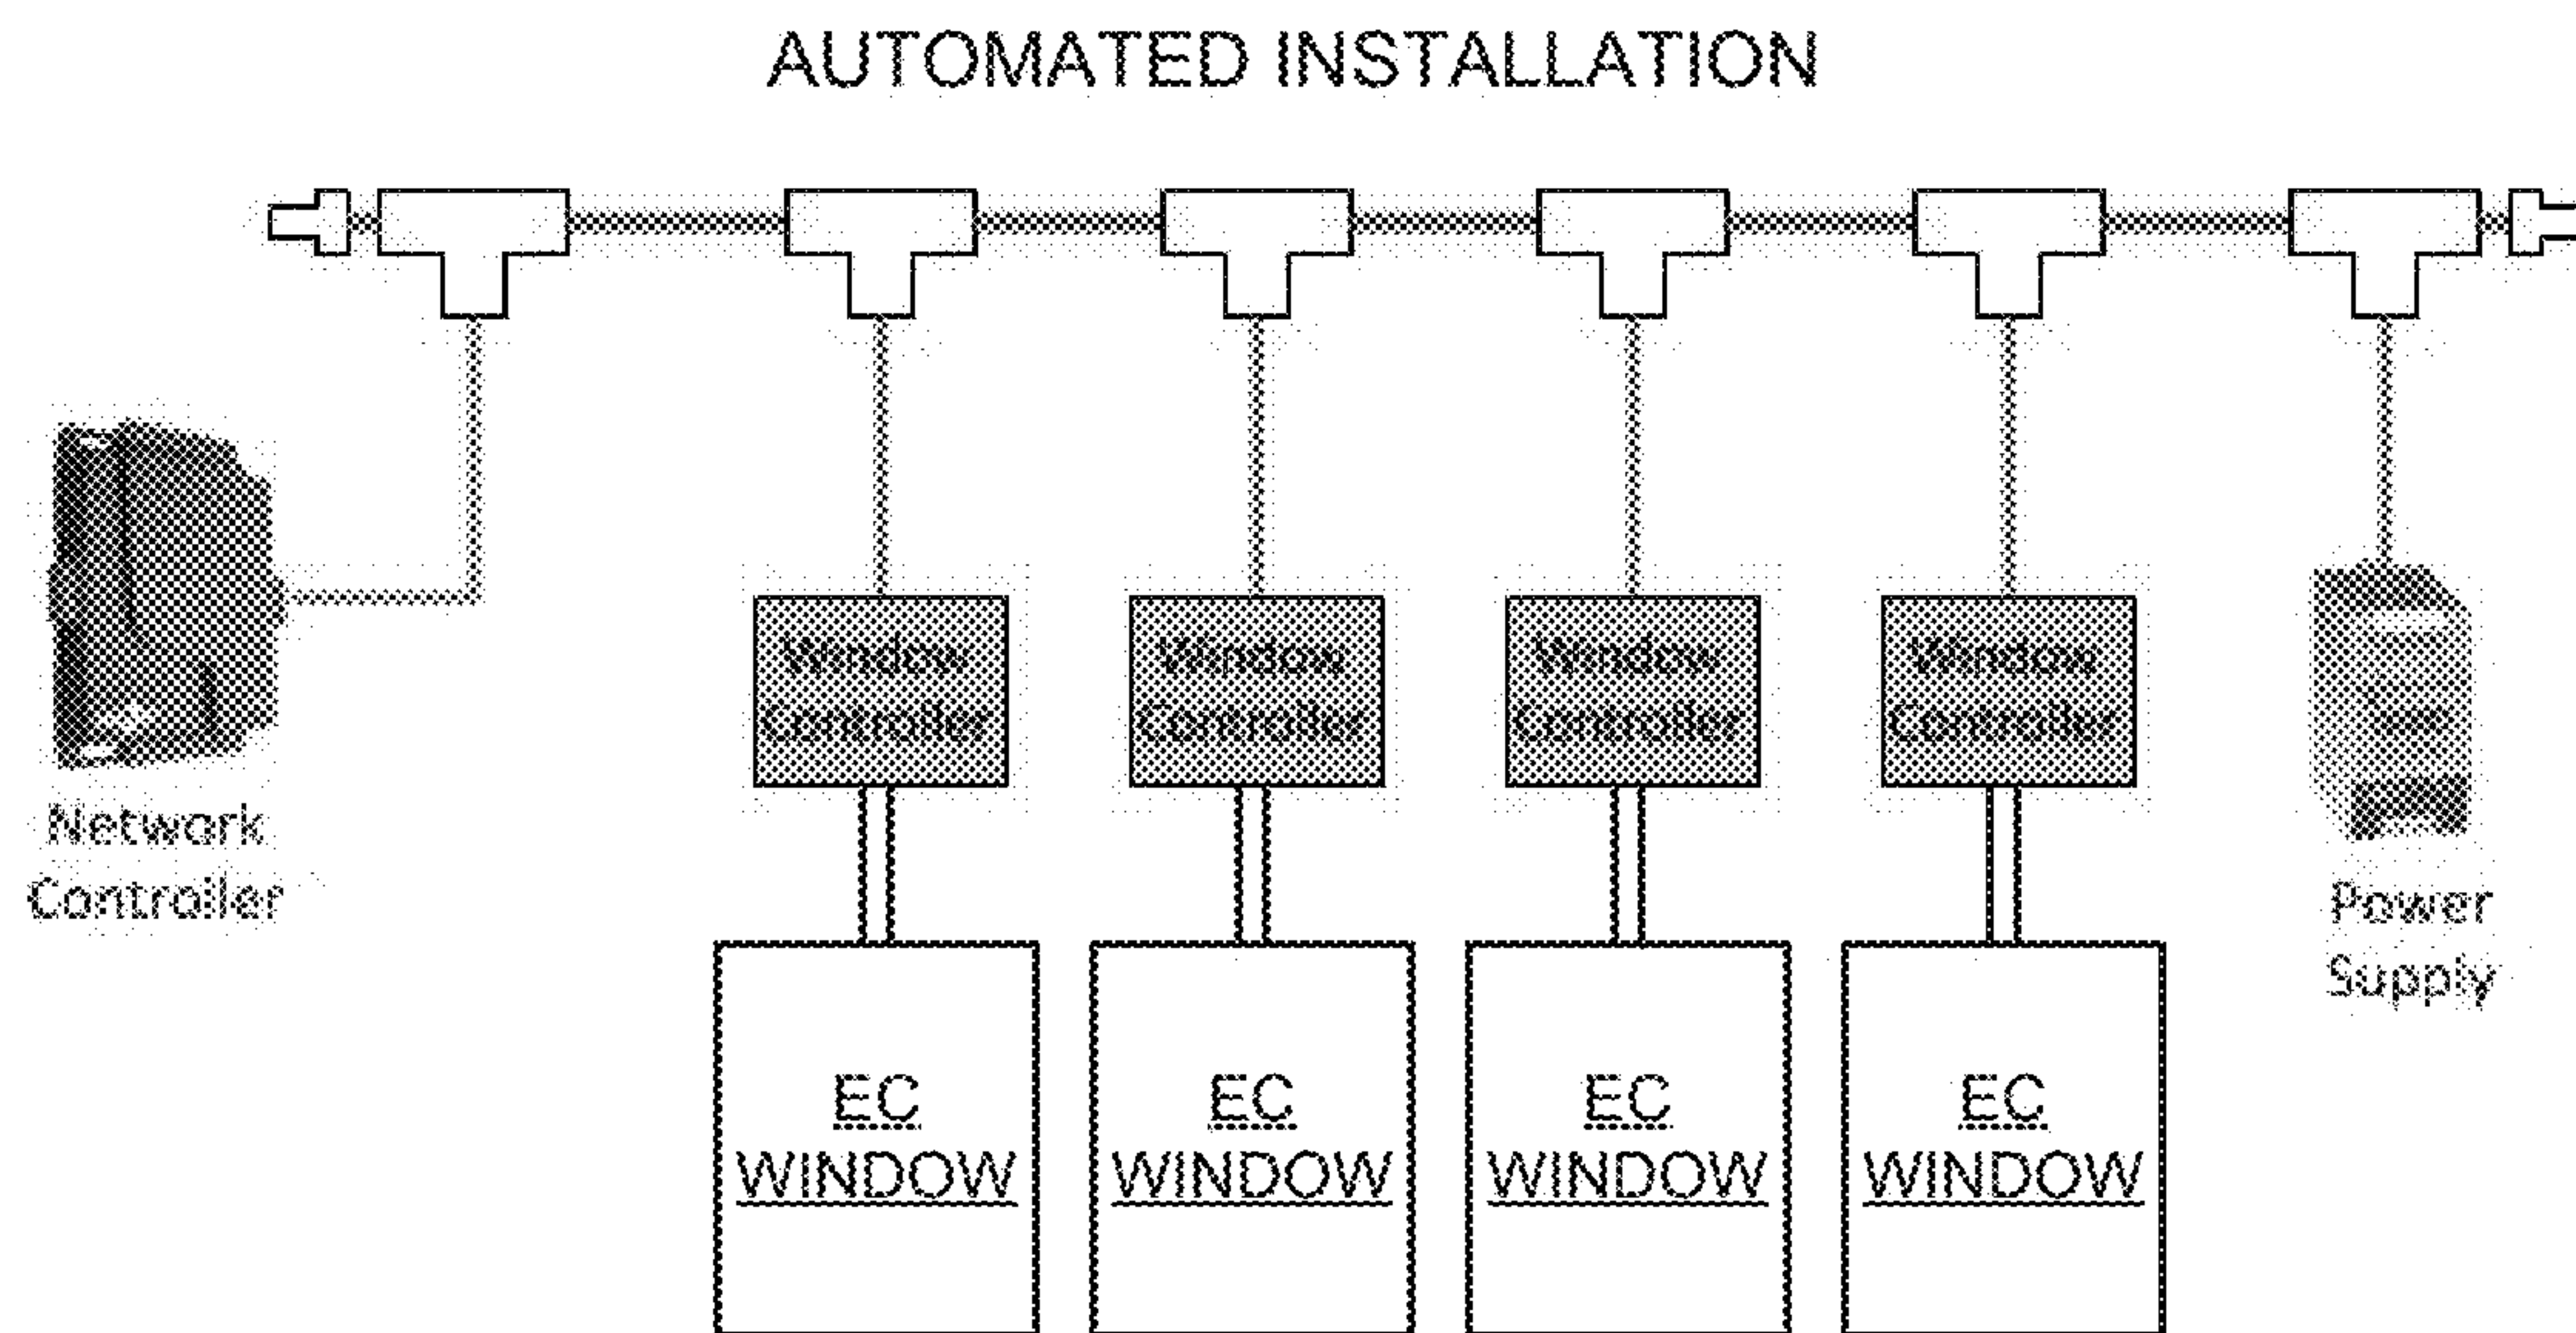 AUTOMATED INSTALLATION
Network
Controller
Window
Controller
Window
Controller
Window
Controller
Window
Controller
Power
Supply
EC
WINDOW
EC
WINDOW
EC
WINDOW
EC
WINDOW